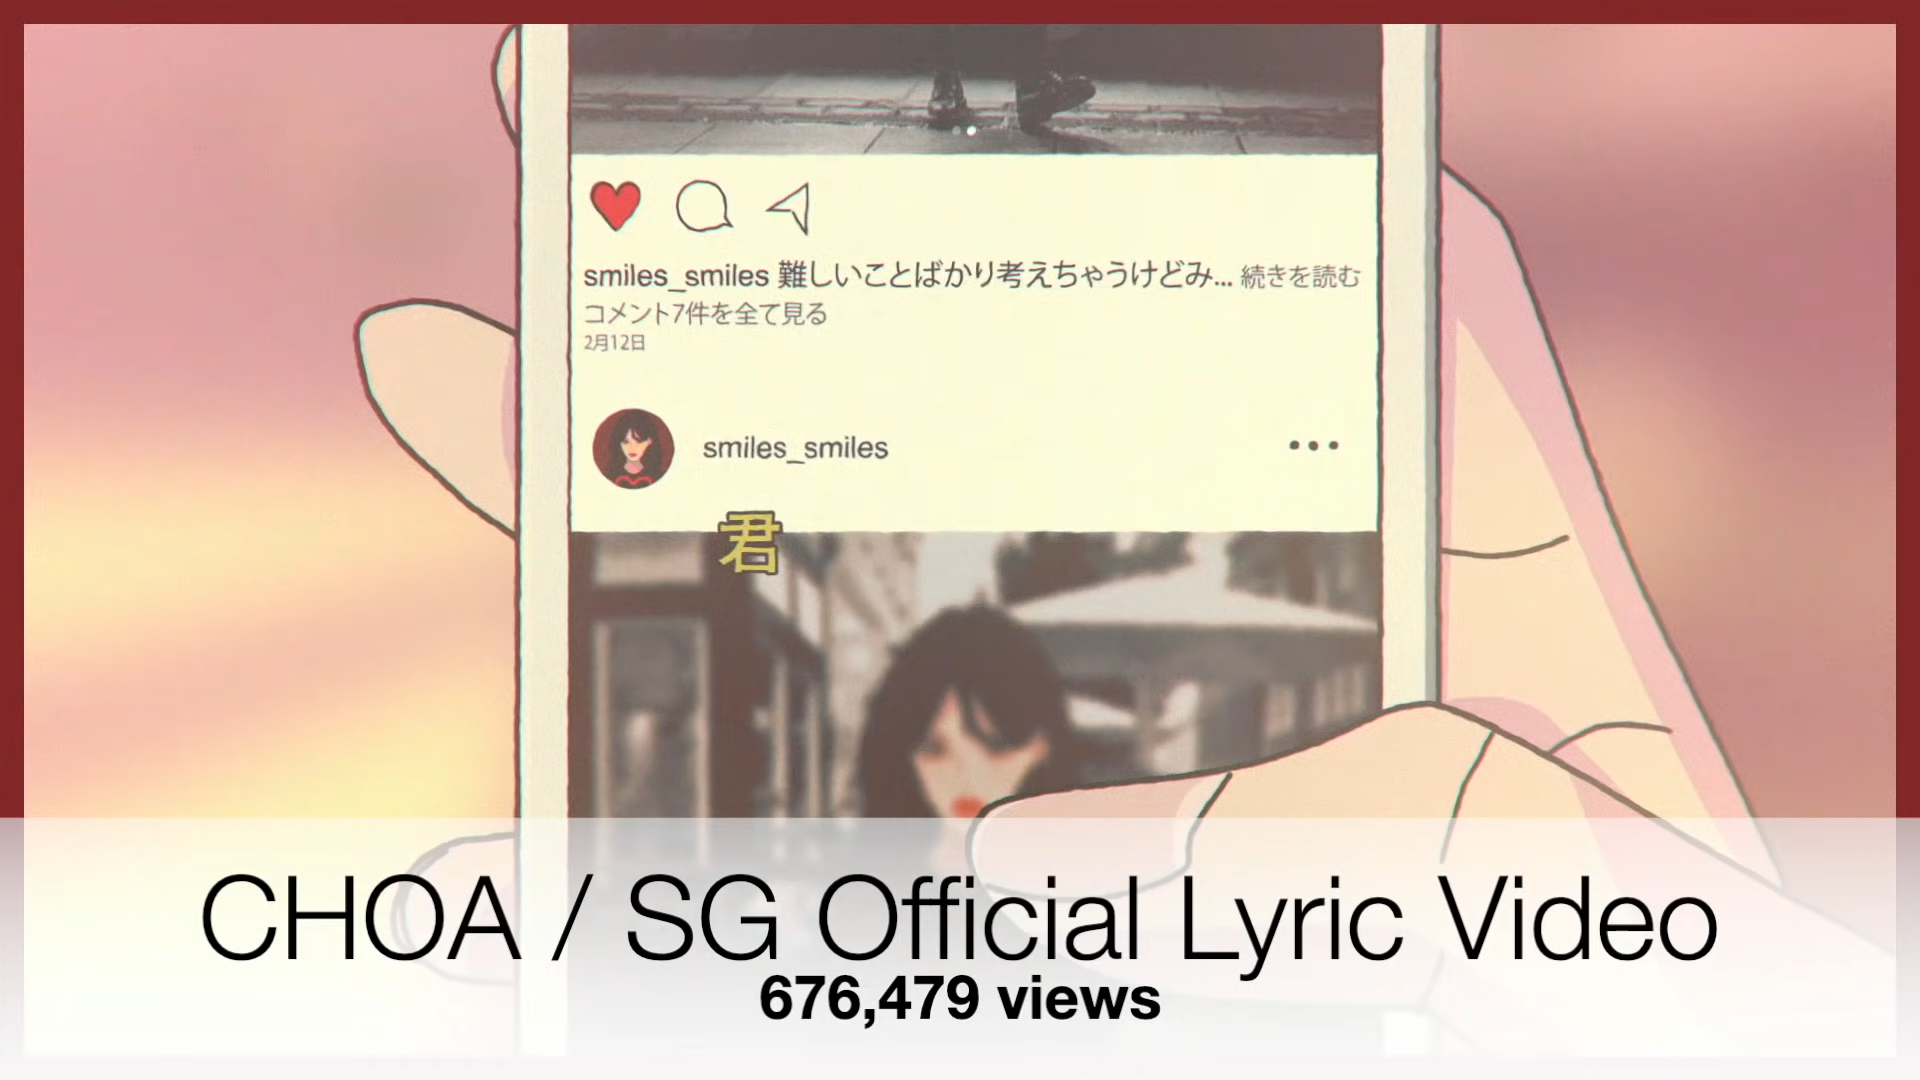 smiles_smiles 難しいことばかり考えちゃうけどみ... 続きを読む
コメント7件を全て見る
2月12日
smiles_smiles
君
CHOA / SG Official Lyric Video
676,479 views